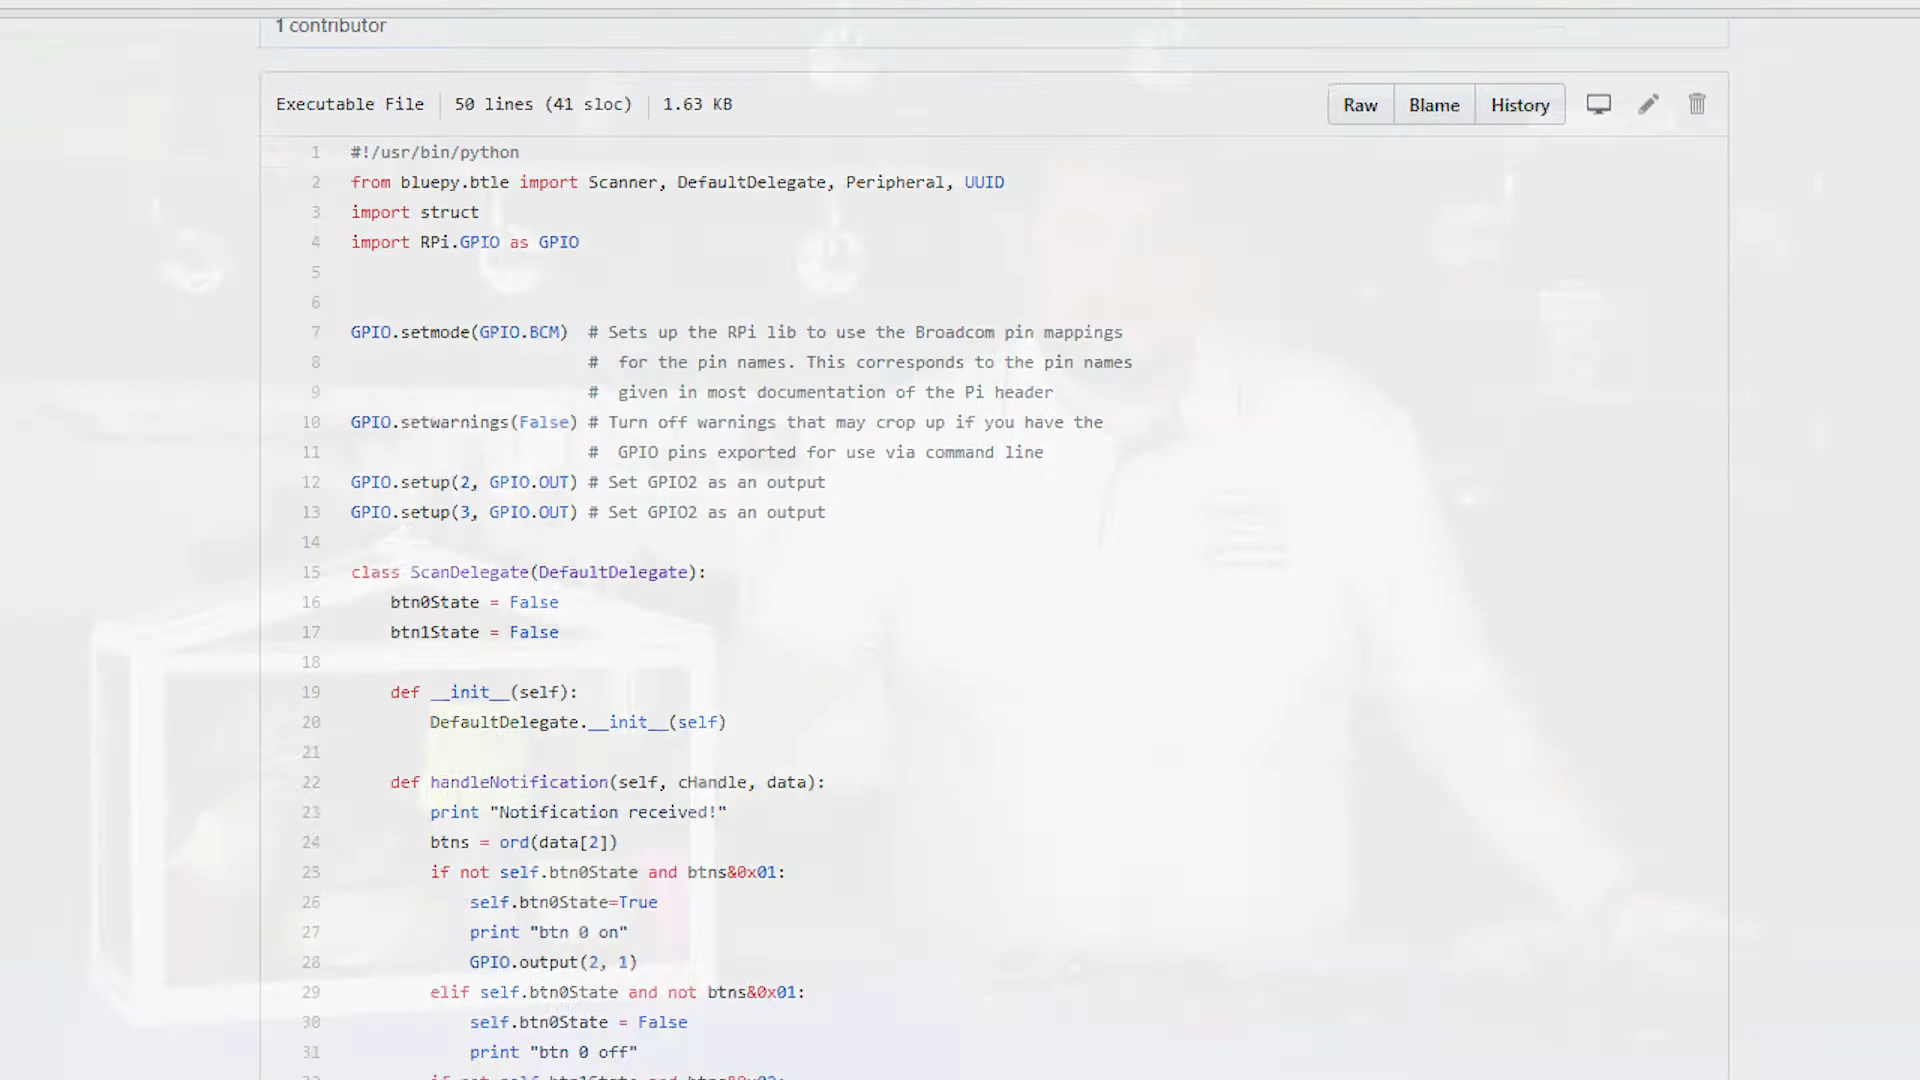 1 contributor
Executable File 50 lines (41 sloc) 1.63 KB Raw Blame History
1 #!/usr/bin/python
2 from bluepy.btle import Scanner, DefaultDelegate, Peripheral, UUID
3 import struct
4 import RPi.GPIO as GPIO
5
6
7 GPIO.setmode(GPIO.BCM) # Sets up the RPi lib to use the Broadcom pin mappings
8 # for the pin names. This corresponds to the pin names
9 # given in most documentation of the Pi header
10 GPIO.setwarnings(False) # Turn off warnings that may crop up if you have the
11 # GPIO pins exported for use via command line
12 GPIO.setup(2, GPIO.OUT) # Set GPIO2 as an output
13 GPIO.setup(3, GPIO.OUT) # Set GPIO2 as an output
14
15 class ScanDelegate(DefaultDelegate):
16 btn0State = False
17 btn1State = False
18
19 def __init__(self):
20 DefaultDelegate.__init__(self)
21
22 def handleNotification(self, cHandle, data):
23 print "Notification received!"
24 btns = ord(data[2])
25 if not self.btn0State and btns&0x01:
26 self.btn0State=True
27 print "btn 0 on"
28 GPIO.output(2, 1)
29 elif self.btn0State and not btns&0x01:
30 self.btn0State = False
31 print "btn 0 off"